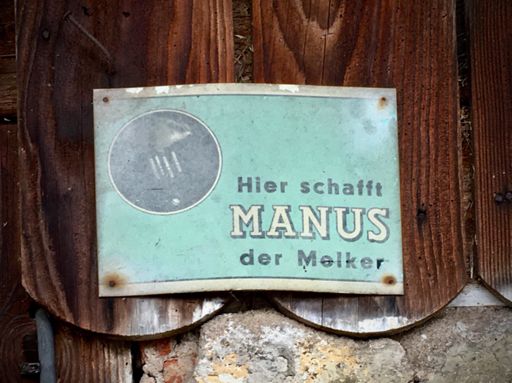 Hier schafft
MANUS
der Melker